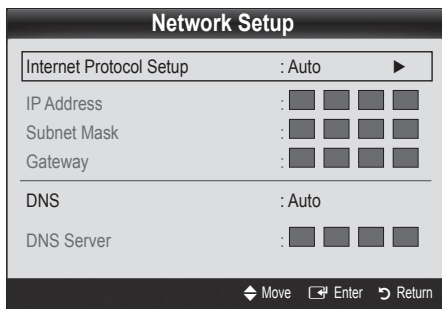 Network Setup
Internet Protocol Setup : Auto ►
IP Address :
Subnet Mask :
Gateway :
DNS : Auto
DNS Server :
Move Enter Return